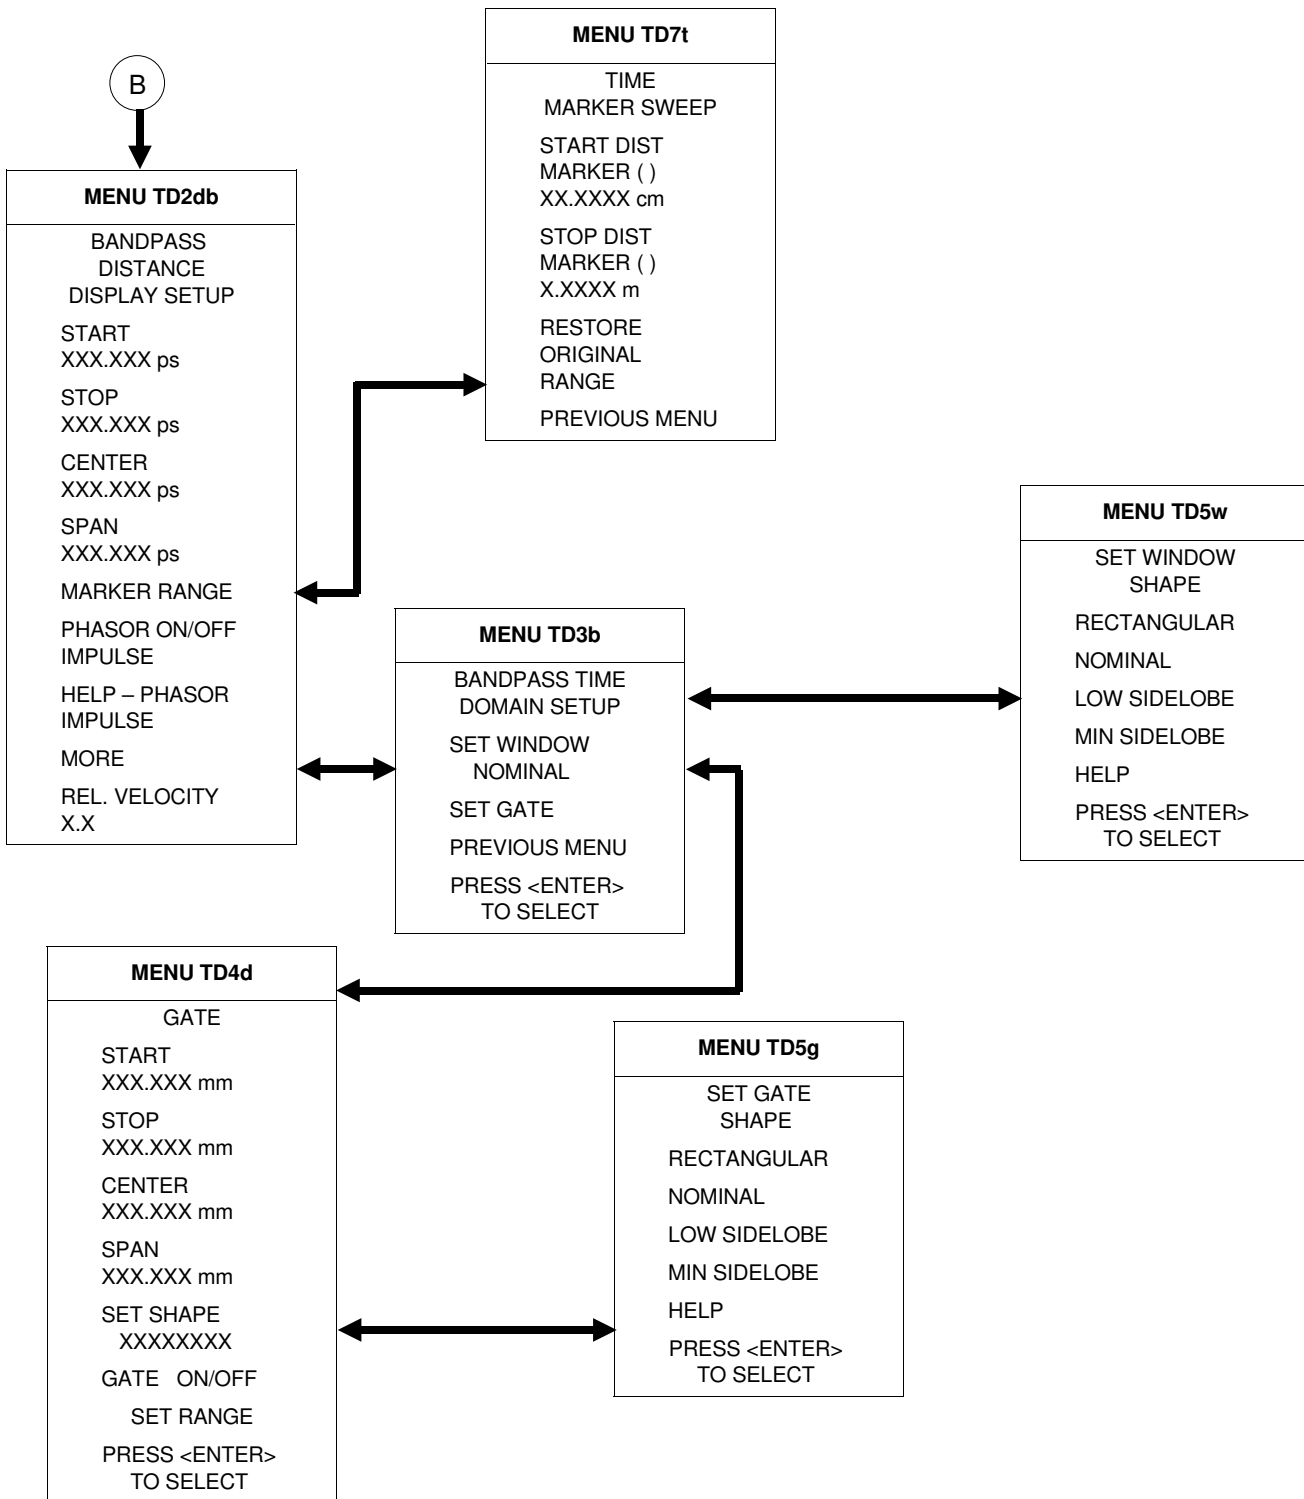 B
MENU TD2db
BANDPASS
DISTANCE
DISPLAY SETUP
START
XXX.XXX ps
STOP
XXX.XXX ps
CENTER
XXX.XXX ps
SPAN
XXX.XXX ps
MARKER RANGE
PHASOR ON/OFF
IMPULSE
HELP – PHASOR
IMPULSE
MORE
REL. VELOCITY
X.X
MENU TD7t
TIME
MARKER SWEEP
START DIST
MARKER ( )
XX.XXXX cm
STOP DIST
MARKER ( )
X.XXXX m
RESTORE
ORIGINAL
RANGE
PREVIOUS MENU
MENU TD3b
BANDPASS TIME
DOMAIN SETUP
SET WINDOW
NOMINAL
SET GATE
PREVIOUS MENU
PRESS <ENTER>
TO SELECT
MENU TD5w
SET WINDOW
SHAPE
RECTANGULAR
NOMINAL
LOW SIDELOBE
MIN SIDELOBE
HELP
PRESS <ENTER>
TO SELECT
MENU TD4d
GATE
START
XXX.XXX mm
STOP
XXX.XXX mm
CENTER
XXX.XXX mm
SPAN
XXX.XXX mm
SET SHAPE
XXXXXXXX
GATE ON/OFF
SET RANGE
PRESS <ENTER>
TO SELECT
MENU TD5g
SET GATE
SHAPE
RECTANGULAR
NOMINAL
LOW SIDELOBE
MIN SIDELOBE
HELP
PRESS <ENTER>
TO SELECT